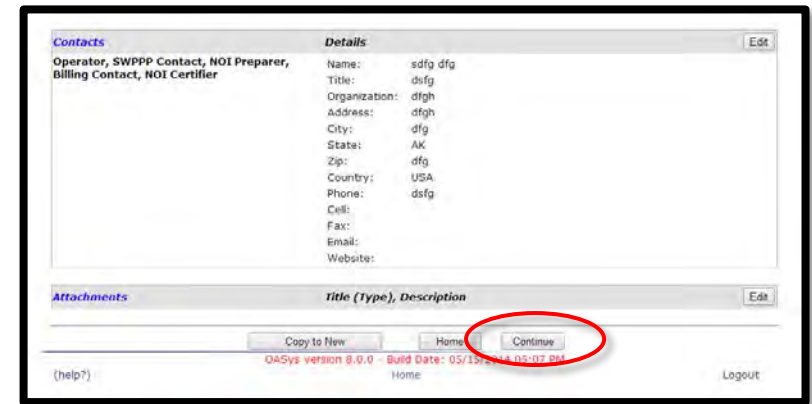 Contacts Details Edit
Operator, SWPPP Contact, NOI Preparer,
Billing Contact, NOI Certifier
Name: sdfg dfg
Title: dsfg
Organization: dfgh
Address: dfgh
City: dfg
State: AK
Zip: dfg
Country: USA
Phone: dsfg
Cell:
Fax:
Email:
Website:
Attachments Title (Type), Description Edit
Copy to New Home Continue
OASys version 8.0.0 - Build Date: 05/15/2014 05:07 PM
(help?) Home Logout